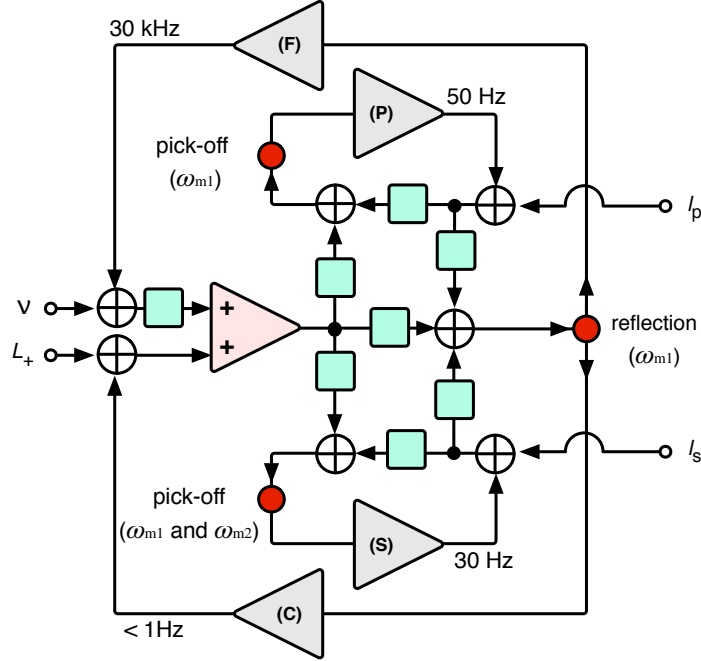 30 kHz
(F)
(P)
50 Hz
pick-off
(ωm1)
lp
ν
+
+
L+
reflection
(ωm1)
ls
pick-off
(ωm1 and ωm2)
(S)
30 Hz
(C)
< 1Hz